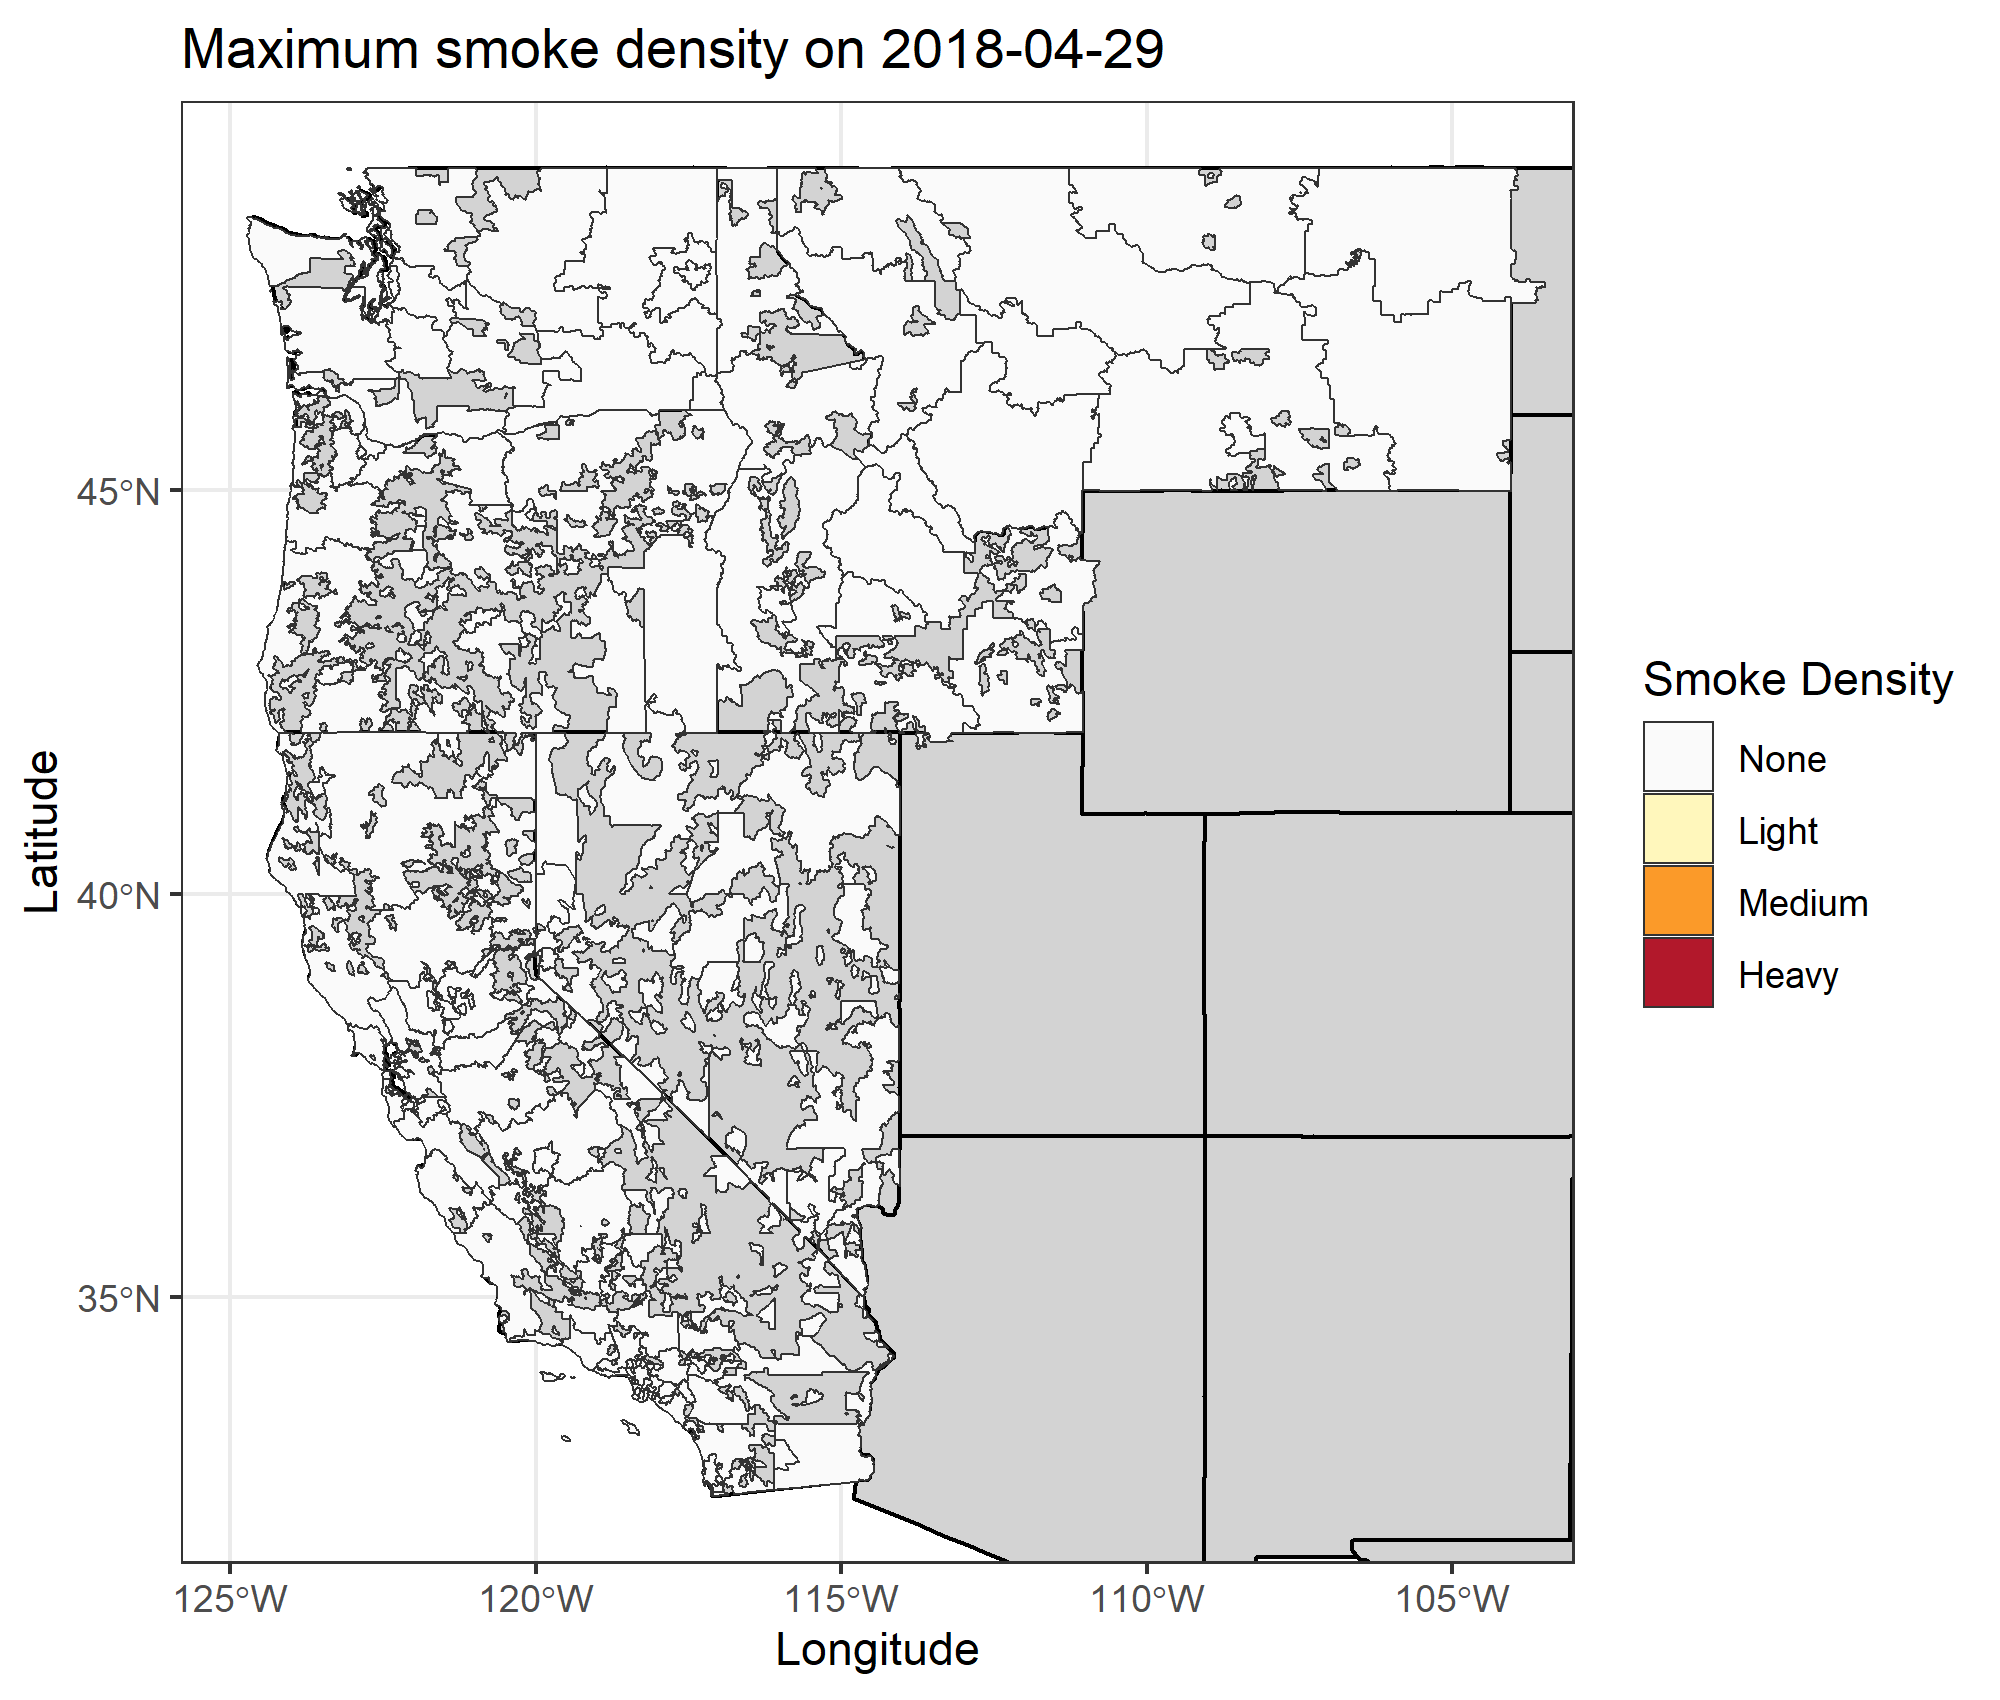 Maximum smoke density on 2018-04-29
Latitude
45°N
40°N
35°N
125°W 120°W 115°W 110°W 105°W
Longitude
Smoke Density
None
Light
Medium
Heavy